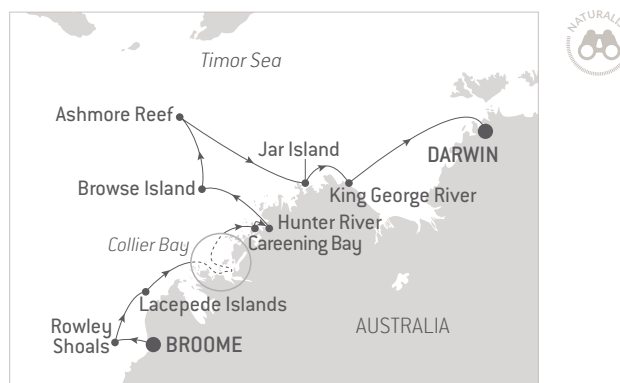 NATURALI
Timor Sea
Ashmore Reef
Jar Island
DARWIN
Browse Island
King George River
Hunter River
Collier Bay
Careening Bay
Lacepede Islands
Rowley
Shoals
AUSTRALIA
BROOME